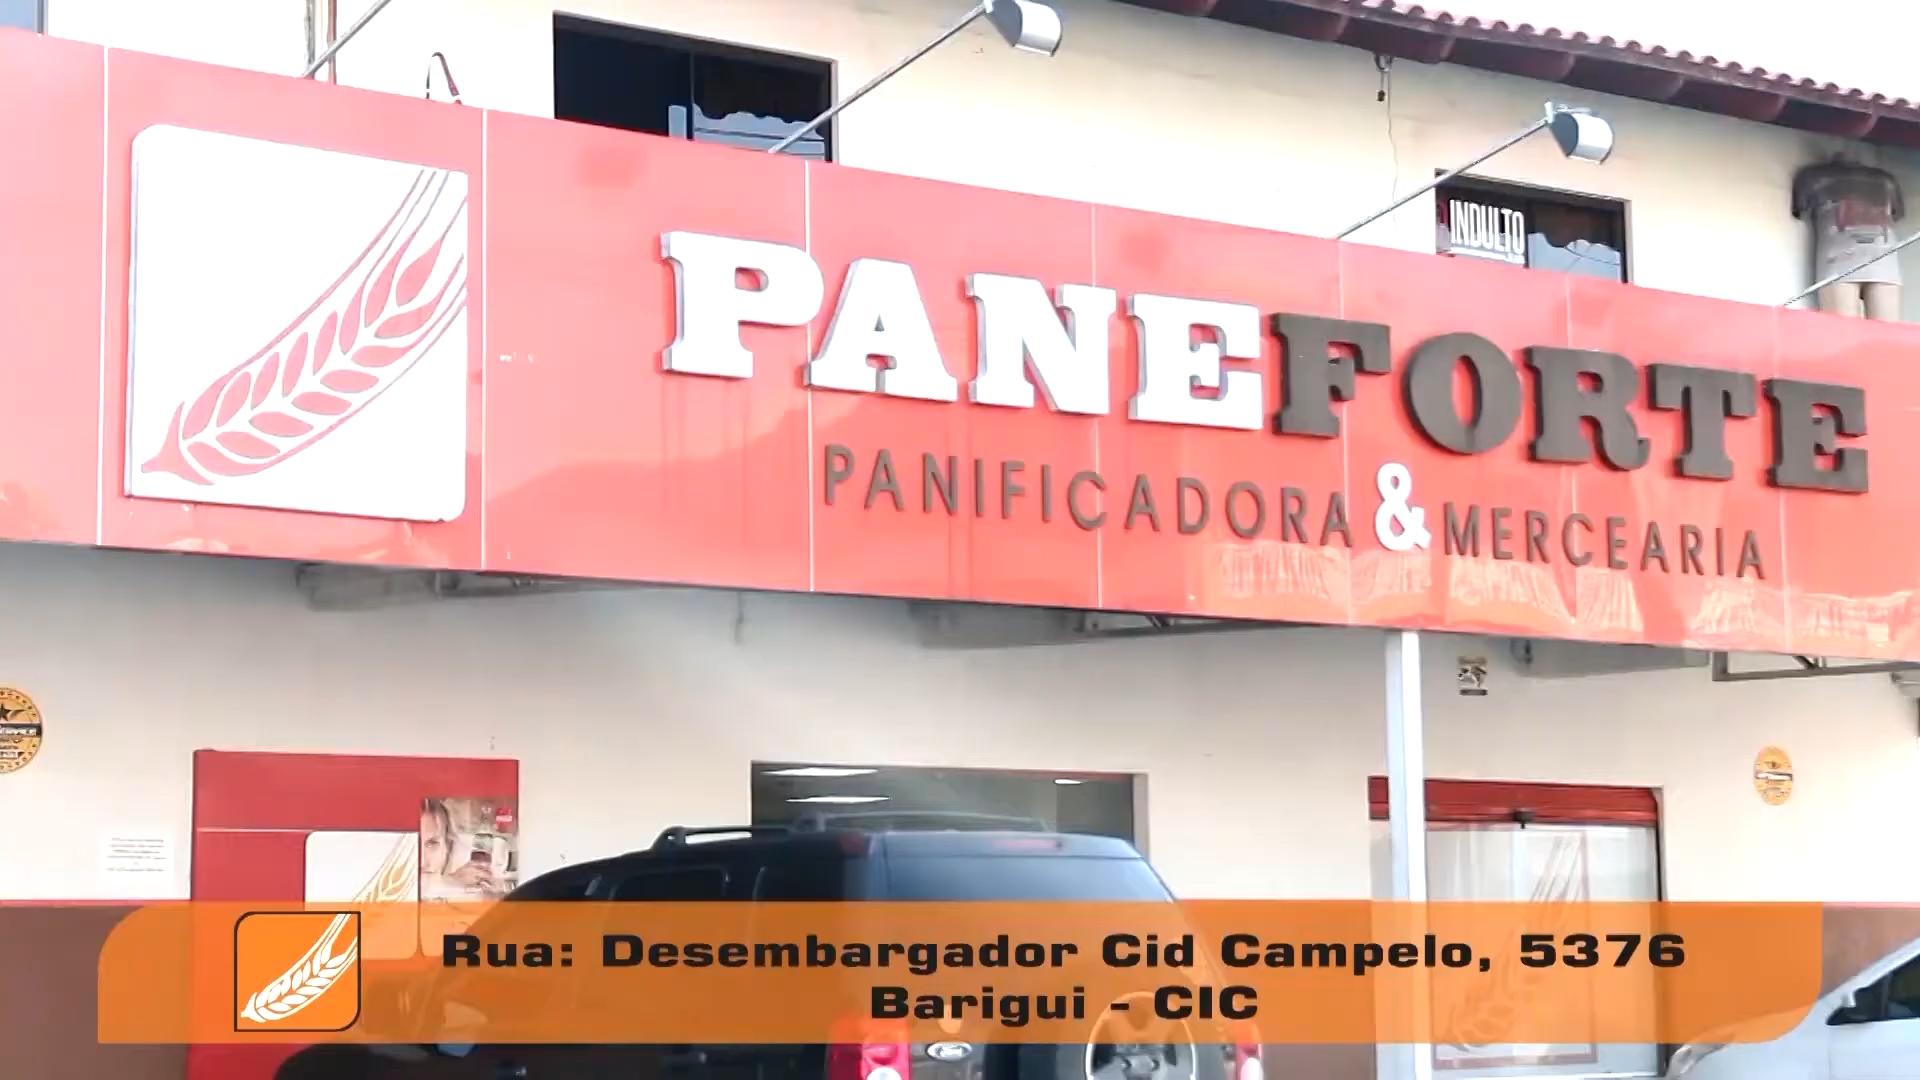 INDULTO
PANEFORTE
PANIFICADORA & MERCEARIA
Rua: Desembargador Cid Campelo, 5376
Barigui - CIC